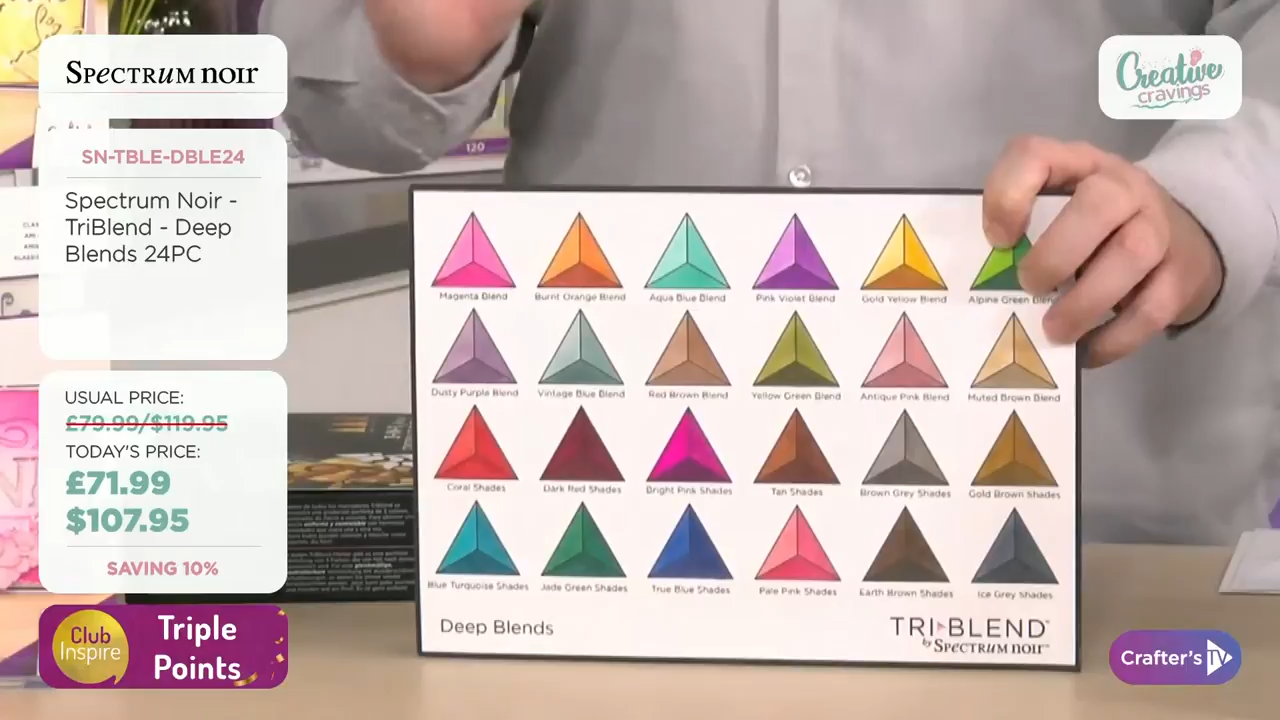 Spectrum noir
SN-TBLE-DBLE24
Spectrum Noir -
TriBlend - Deep
Blends 24PC
USUAL PRICE:
£79.99/$119.95
TODAY'S PRICE:
£71.99
$107.95
SAVING 10%
Club
Inspire
Triple
Points
Creative
cravings
120
Magenta Blend
Burnt Orange Blend
Aqua Blue Blend
Pink Violet Blend
Gold Yellow Blend
Alpine Green Blend
Dusty Purple Blend
Vintage Blue Blend
Red Brown Blend
Yellow Green Blend
Antique Pink Blend
Muted Brown Blend
Coral Shades
Dark Red Shades
Bright Pink Shades
Tan Shades
Brown Grey Shades
Gold Brown Shades
Blue Turquoise Shades
Jade Green Shades
True Blue Shades
Pale Pink Shades
Earth Brown Shades
Ice Grey Shades
Deep Blends
TRI BLEND™
by Spectrum noir™
Crafter's TV